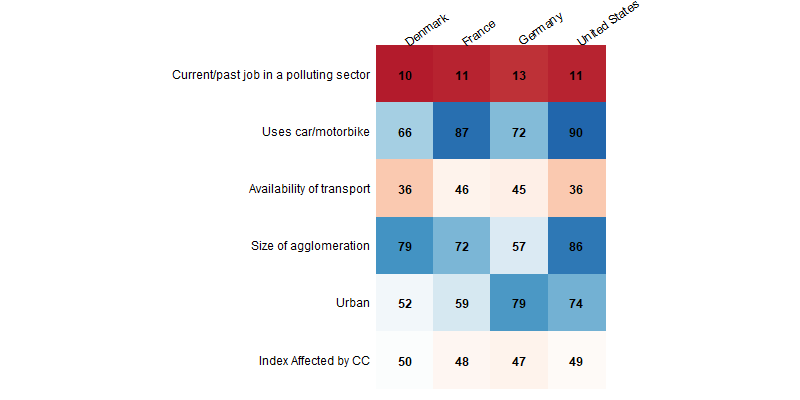 Denmark France Germany United States
Current/past job in a polluting sector 10 11 13 11
Uses car/motorbike 66 87 72 90
Availability of transport 36 46 45 36
Size of agglomeration 79 72 57 86
Urban 52 59 79 74
Index Affected by CC 50 48 47 49